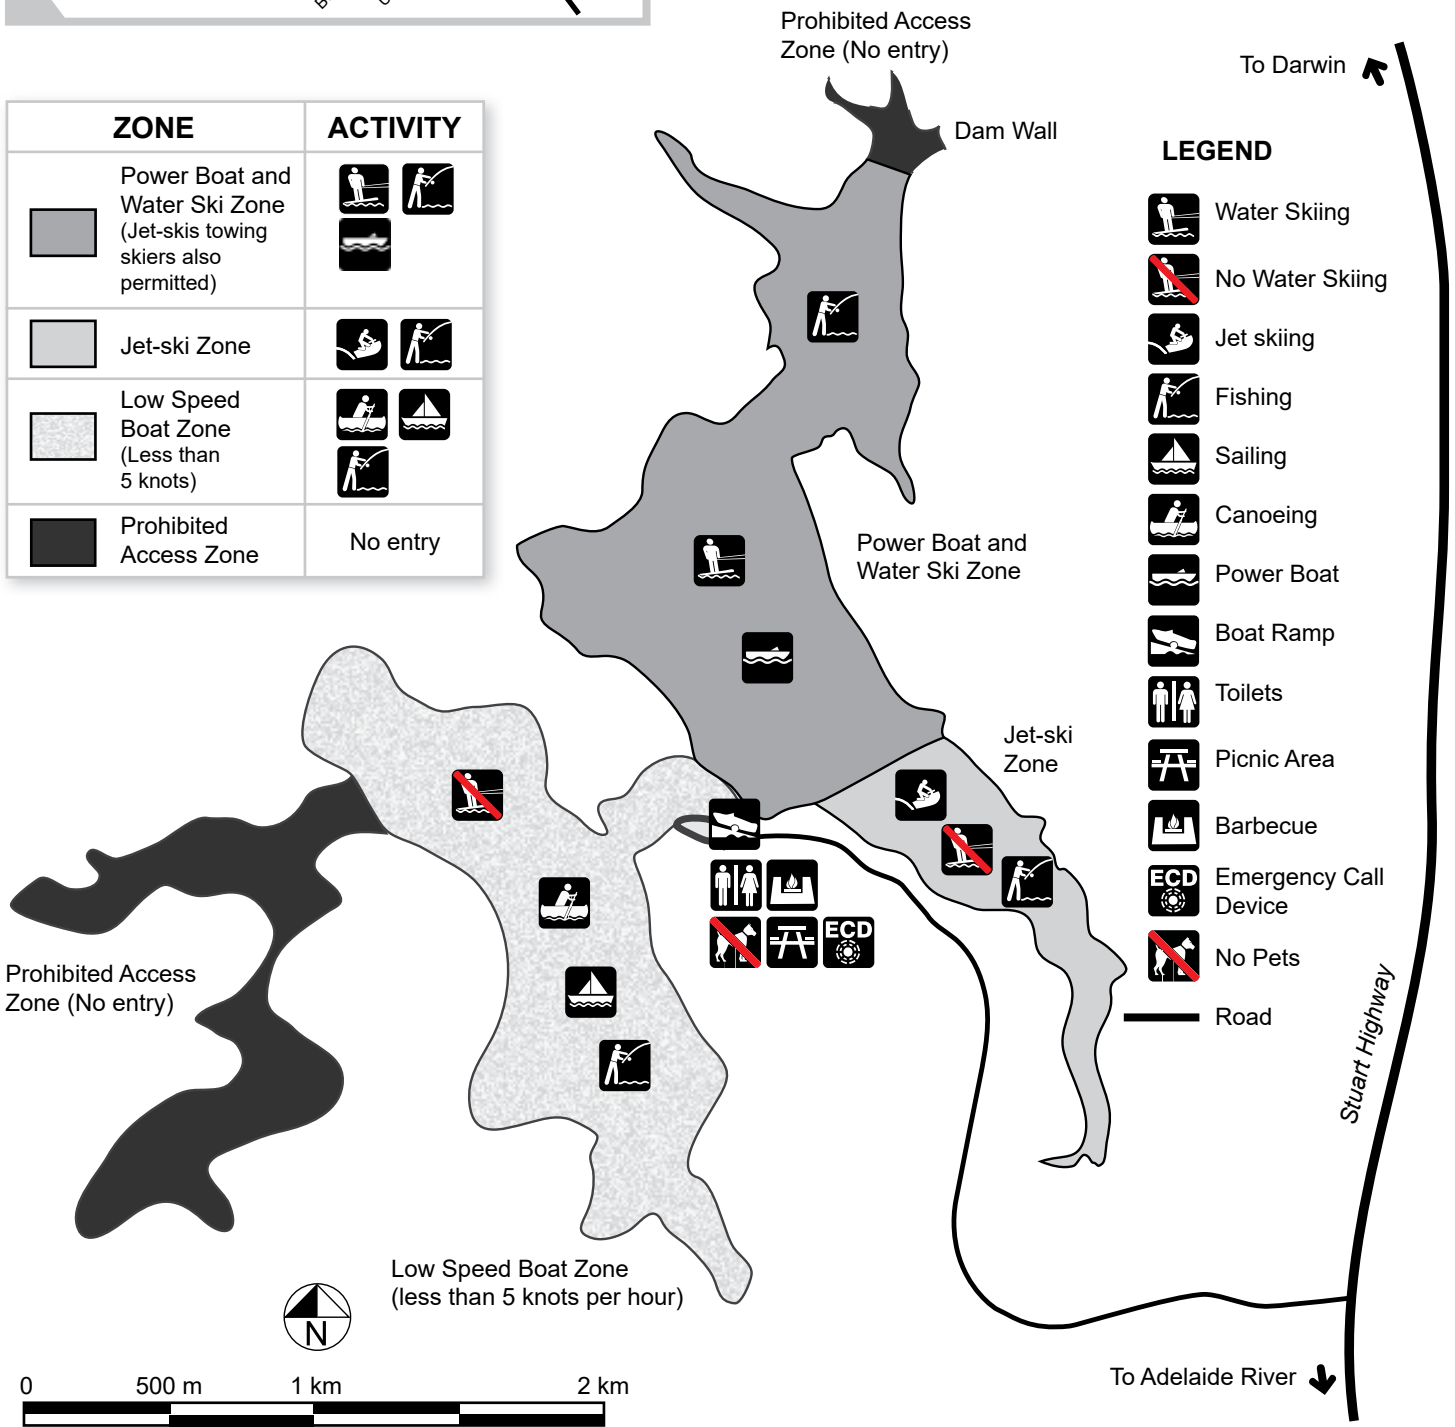 Prohibited Access
Zone (No entry)
To Darwin
Dam Wall
ZONE
ACTIVITY
Power Boat and
Water Ski Zone
(Jet-skis towing
skiers also
permitted)
Jet-ski Zone
Low Speed
Boat Zone
(Less than
5 knots)
Prohibited
Access Zone
No entry
LEGEND
Water Skiing
No Water Skiing
Jet skiing
Fishing
Sailing
Canoeing
Power Boat
Boat Ramp
Toilets
Picnic Area
Barbecue
ECD
Emergency Call
Device
No Pets
Road
Power Boat and
Water Ski Zone
Jet-ski
Zone
ECD
Prohibited Access
Zone (No entry)
Stuart Highway
Low Speed Boat Zone
(less than 5 knots per hour)
N
To Adelaide River
0 500 m 1 km 2 km